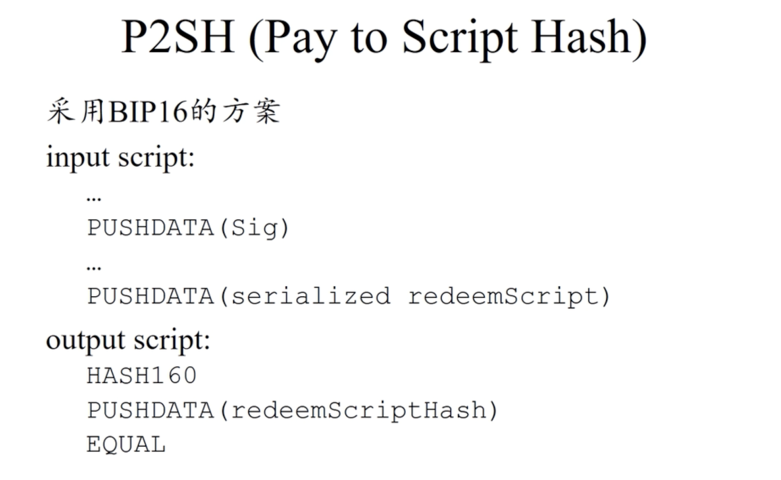 P2SH (Pay to Script Hash)
采用BIP16的方案
input script:
…
PUSHDATA(Sig)
…
PUSHDATA(serialized redeemScript)
output script:
HASH160
PUSHDATA(redeemScriptHash)
EQUAL